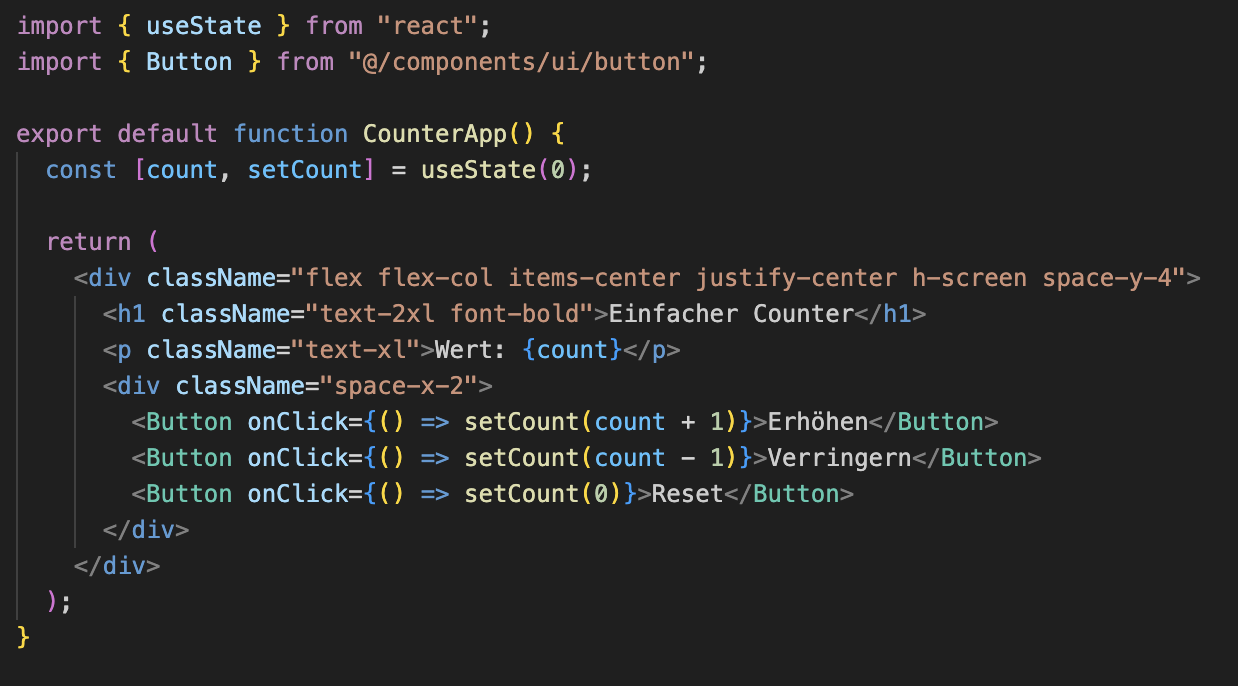 import { useState } from "react";
import { Button } from "@/components/ui/button";

export default function CounterApp() {
  const [count, setCount] = useState(0);

  return (
    <div className="flex flex-col items-center justify-center h-screen space-y-4">
      <h1 className="text-2xl font-bold">Einfacher Counter</h1>
      <p className="text-xl">Wert: {count}</p>
      <div className="space-x-2">
        <Button onClick={() => setCount(count + 1)}>Erhöhen</Button>
        <Button onClick={() => setCount(count - 1)}>Verringern</Button>
        <Button onClick={() => setCount(0)}>Reset</Button>
      </div>
    </div>
  );
}